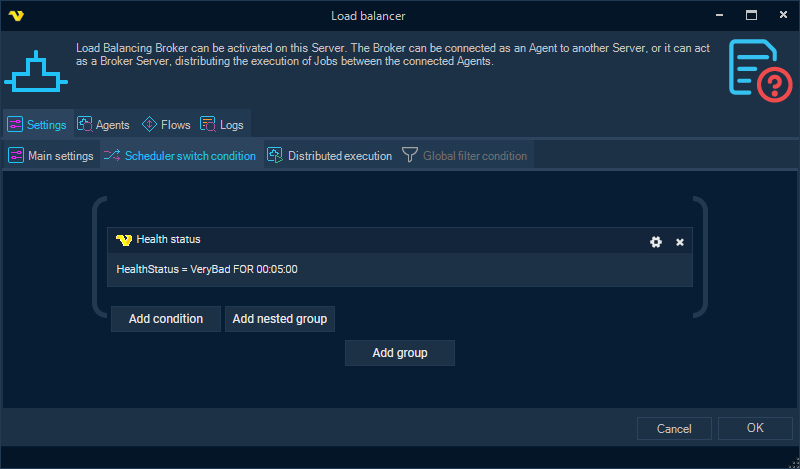 Load balancer
Load Balancing Broker can be activated on this Server. The Broker can be connected as an Agent to another Server, or it can act
as a Broker Server, distributing the execution of Jobs between the connected Agents.
Settings Agents Flows Logs
Main settings Scheduler switch condition Distributed execution Global filter condition
Health status
HealthStatus = VeryBad FOR 00:05:00
Add condition Add nested group
Add group
Cancel OK